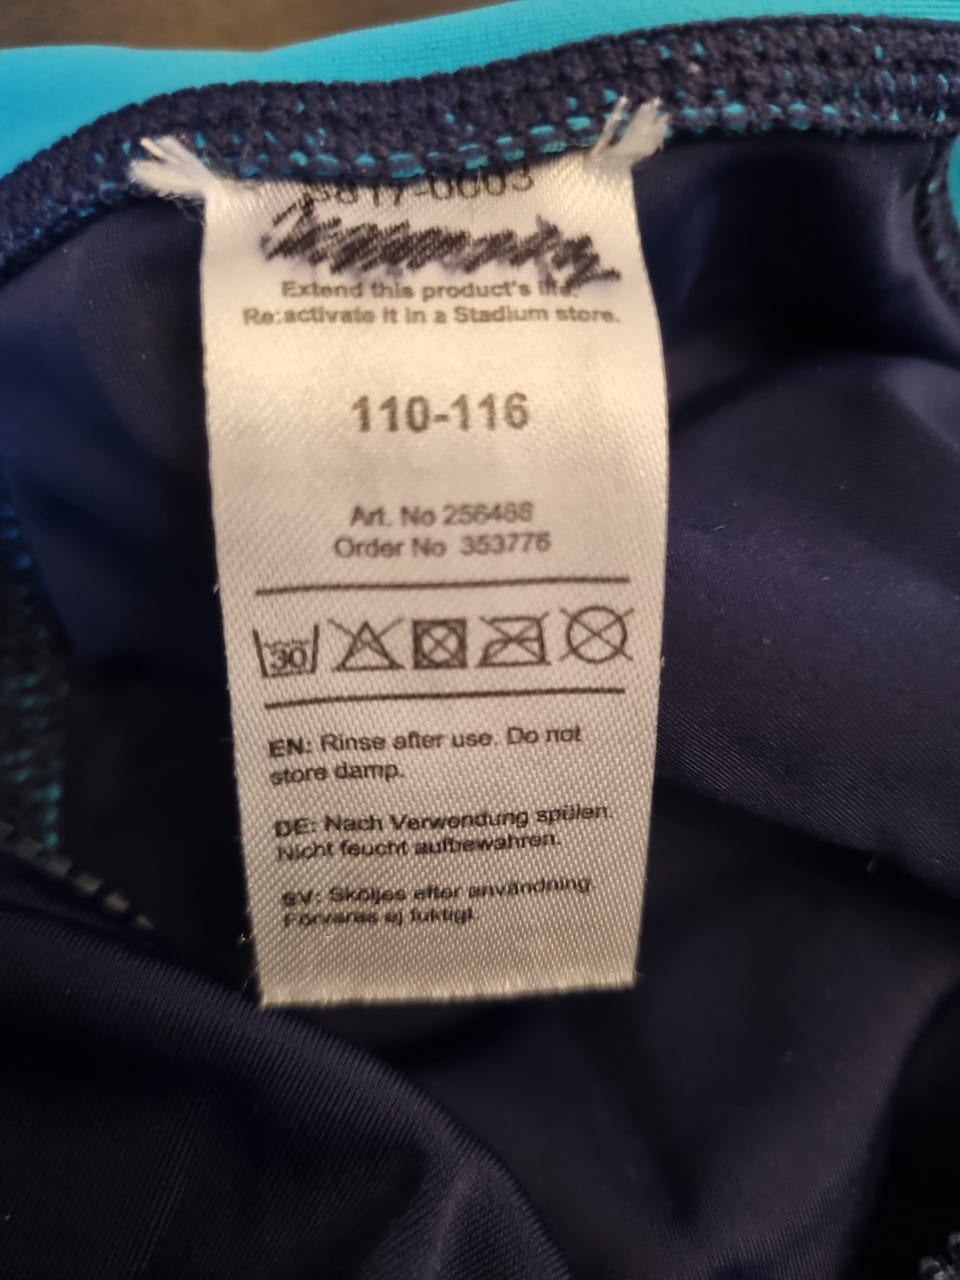 Extend this product's life.
Re:activate it in a Stadium store.
110-116
Art. No 256488
Order No 353776
30
EN: Rinse after use. Do not
store damp.
DE: Nach Verwendung spülen.
Nicht feucht aufbewahren.
SV: Sköljes efter användning.
Förvaras ej fuktigt.